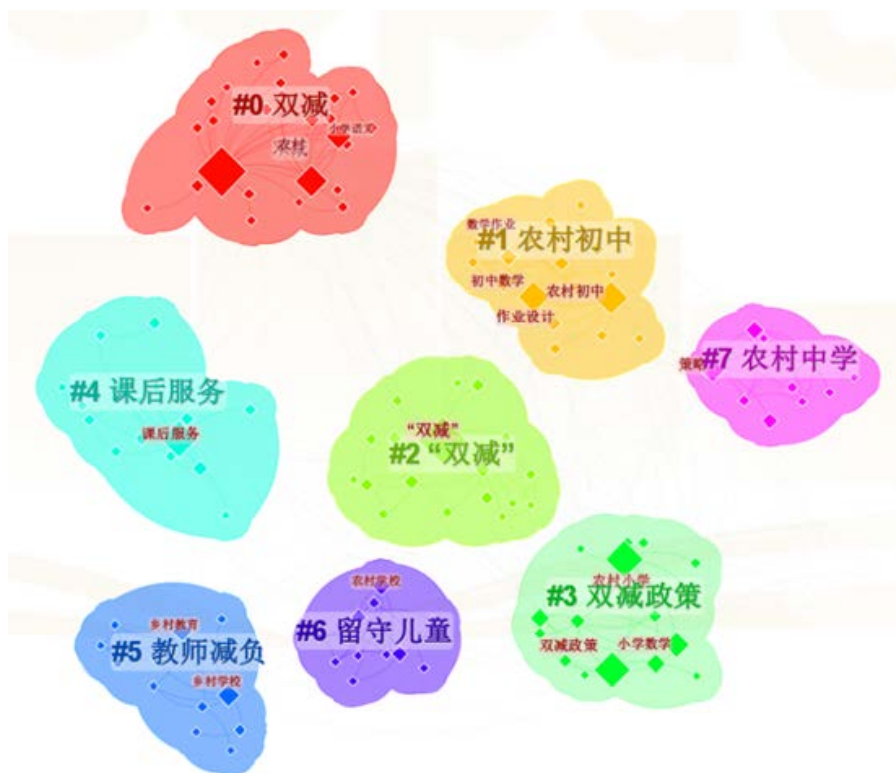 #0 双减
小学语文
农村
#1 农村初中
数学作业
初中数学
农村初中
作业设计
#7 农村中学
策略
#4 课后服务
课后服务
“双减”
#2 “双减”
农村小学
#3 双减政策
双减政策
小学数学
农村学校
#6 留守儿童
乡村教育
#5 教师减负
乡村学校